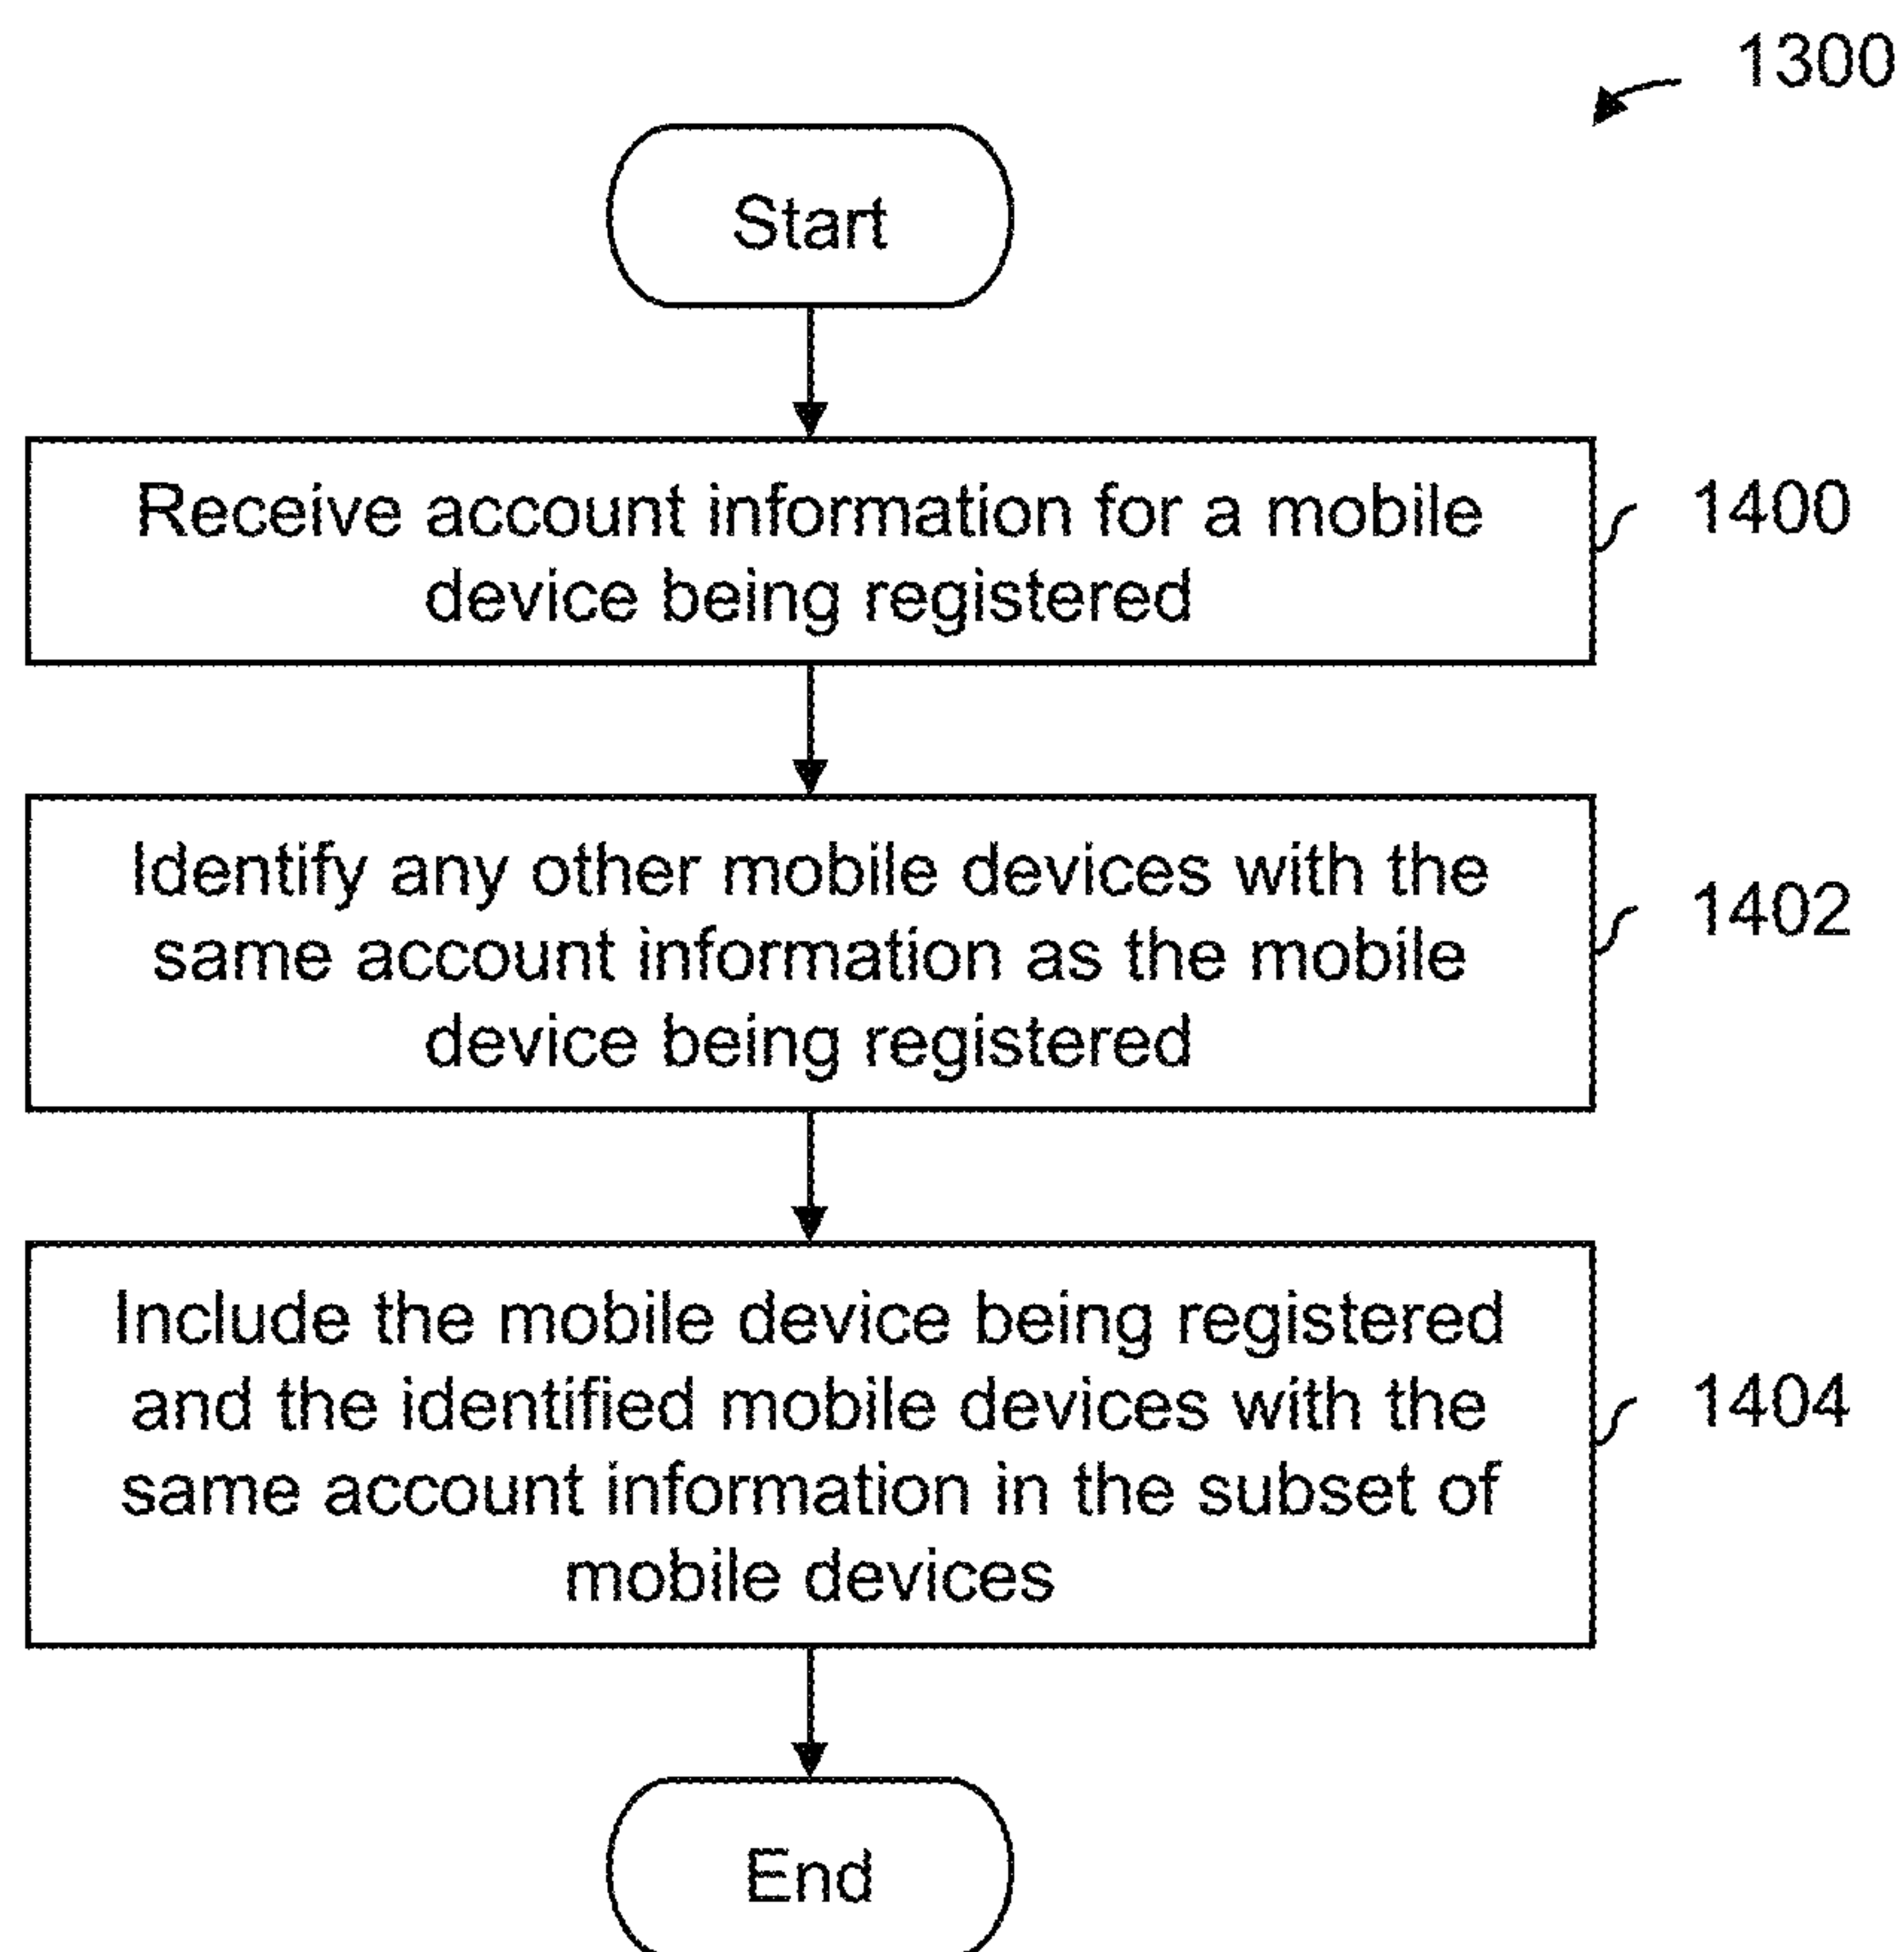 1300
Start
Receive account information for a mobile
device being registered
1400
Identify any other mobile devices with the
same account information as the mobile
device being registered
1402
Include the mobile device being registered
and the identified mobile devices with the
same account information in the subset of
mobile devices
1404
End